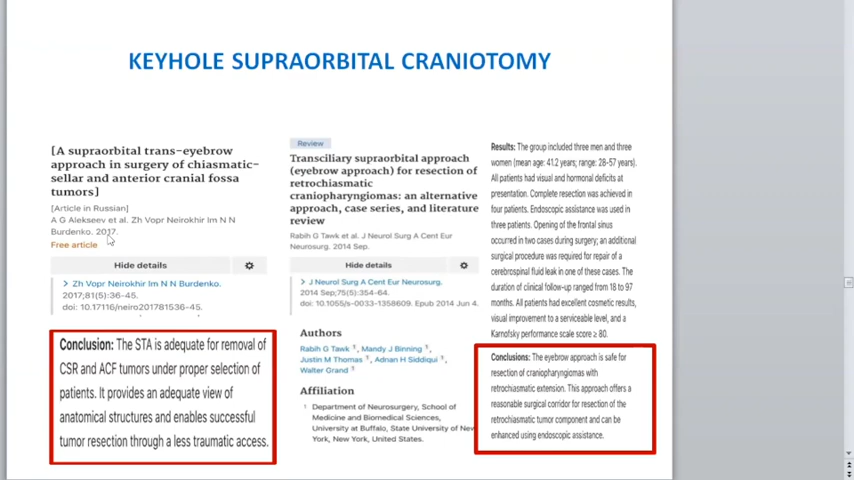 KEYHOLE SUPRAORBITAL CRANIOTOMY
[A supraorbital trans-eyebrow
approach in surgery of chiasmatic-
sellar and anterior cranial fossa
tumors]
[Article in Russian]
A G Alekseev et al. Zh Vopr Neirokhir Im N N
Burdenko. 2017.
Free article
Hide details
> Zh Vopr Neirokhir Im N N Burdenko.
2017;81(5):36-45.
doi: 10.17116/neiro201781536-45.
Conclusion: The STA is adequate for removal of
CSR and ACF tumors under proper selection of
patients. It provides an adequate view of
anatomical structures and enables successful
tumor resection through a less traumatic access.
Review
Transciliary supraorbital approach
(eyebrow approach) for resection of
retrochiasmatic
craniopharyngiomas: an alternative
approach, case series, and literature
review
Rabih G Tawk et al. J Neurol Surg A Cent Eur
Neurosurg. 2014 Sep.
Hide details
> J Neurol Surg A Cent Eur Neurosurg.
2014 Sep;75(5):354-64.
doi: 10.1055/s-0033-1358609. Epub 2014 Jun 4.
Authors
Rabih G Tawk 1, Mandy J Binning 1,
Justin M Thomas 1, Adnan H Siddiqui 1,
Walter Grand 1
Affiliation
1 Department of Neurosurgery, School of
Medicine and Biomedical Sciences,
University at Buffalo, State University of New
York, New York, United States.
Results: The group included three men and three
women (mean age: 41.2 years; range: 28-57 years).
All patients had visual and hormonal deficits at
presentation. Complete resection was achieved in
four patients. Endoscopic assistance was used in
three patients. Opening of the frontal sinus
occurred in two cases during surgery; an additional
surgical procedure was required for repair of a
cerebrospinal fluid leak in one of these cases. The
duration of clinical follow-up ranged from 18 to 97
months. All patients had excellent cosmetic results,
visual improvement to a serviceable level, and a
Karnofsky performance scale score ≥ 80.
Conclusions: The eyebrow approach is safe for
resection of craniopharyngiomas with
retrochiasmatic extension. This approach offers a
reasonable surgical corridor for resection of the
retrochiasmatic tumor component and can be
enhanced using endoscopic assistance.